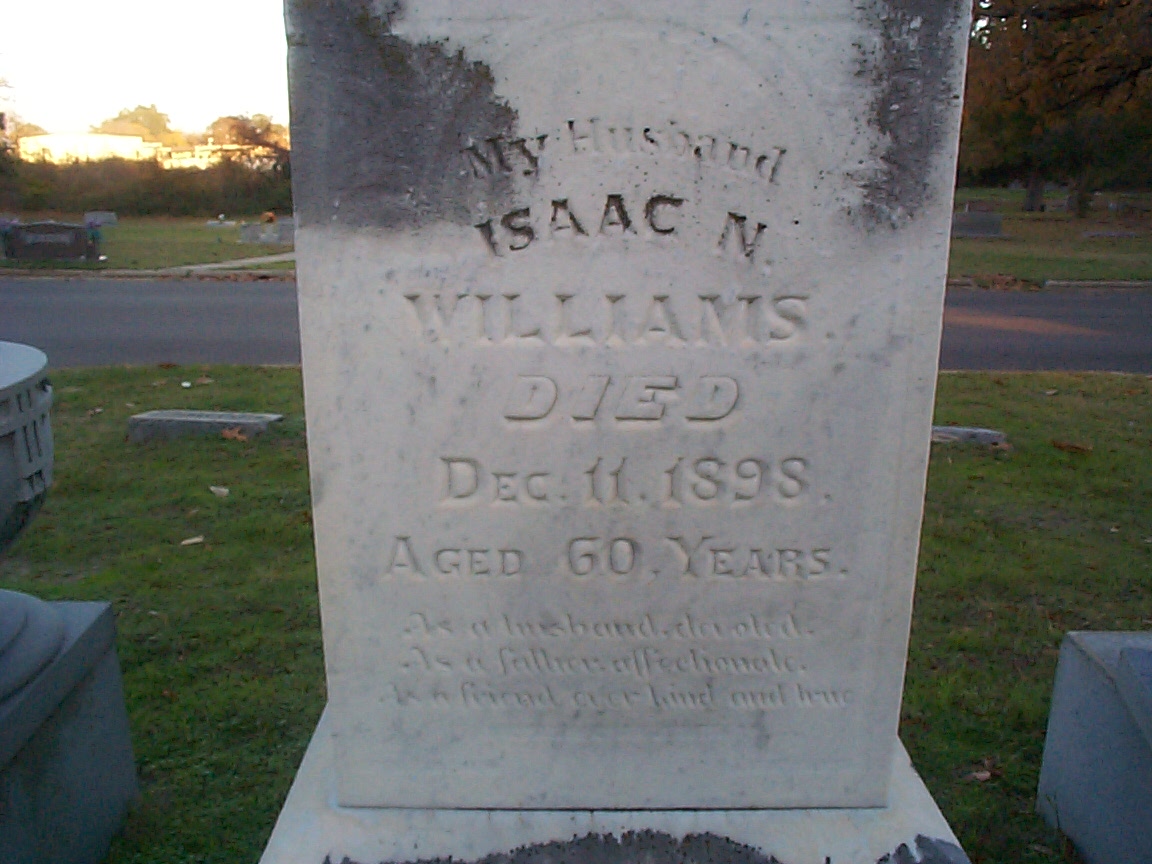 My Husband
ISAAC N.
WILLIAMS.
DIED
DEC. 11. 1898.
AGED 60. YEARS.
As a husband, devoted.
As a father, affectionate.
As a friend, ever kind and true